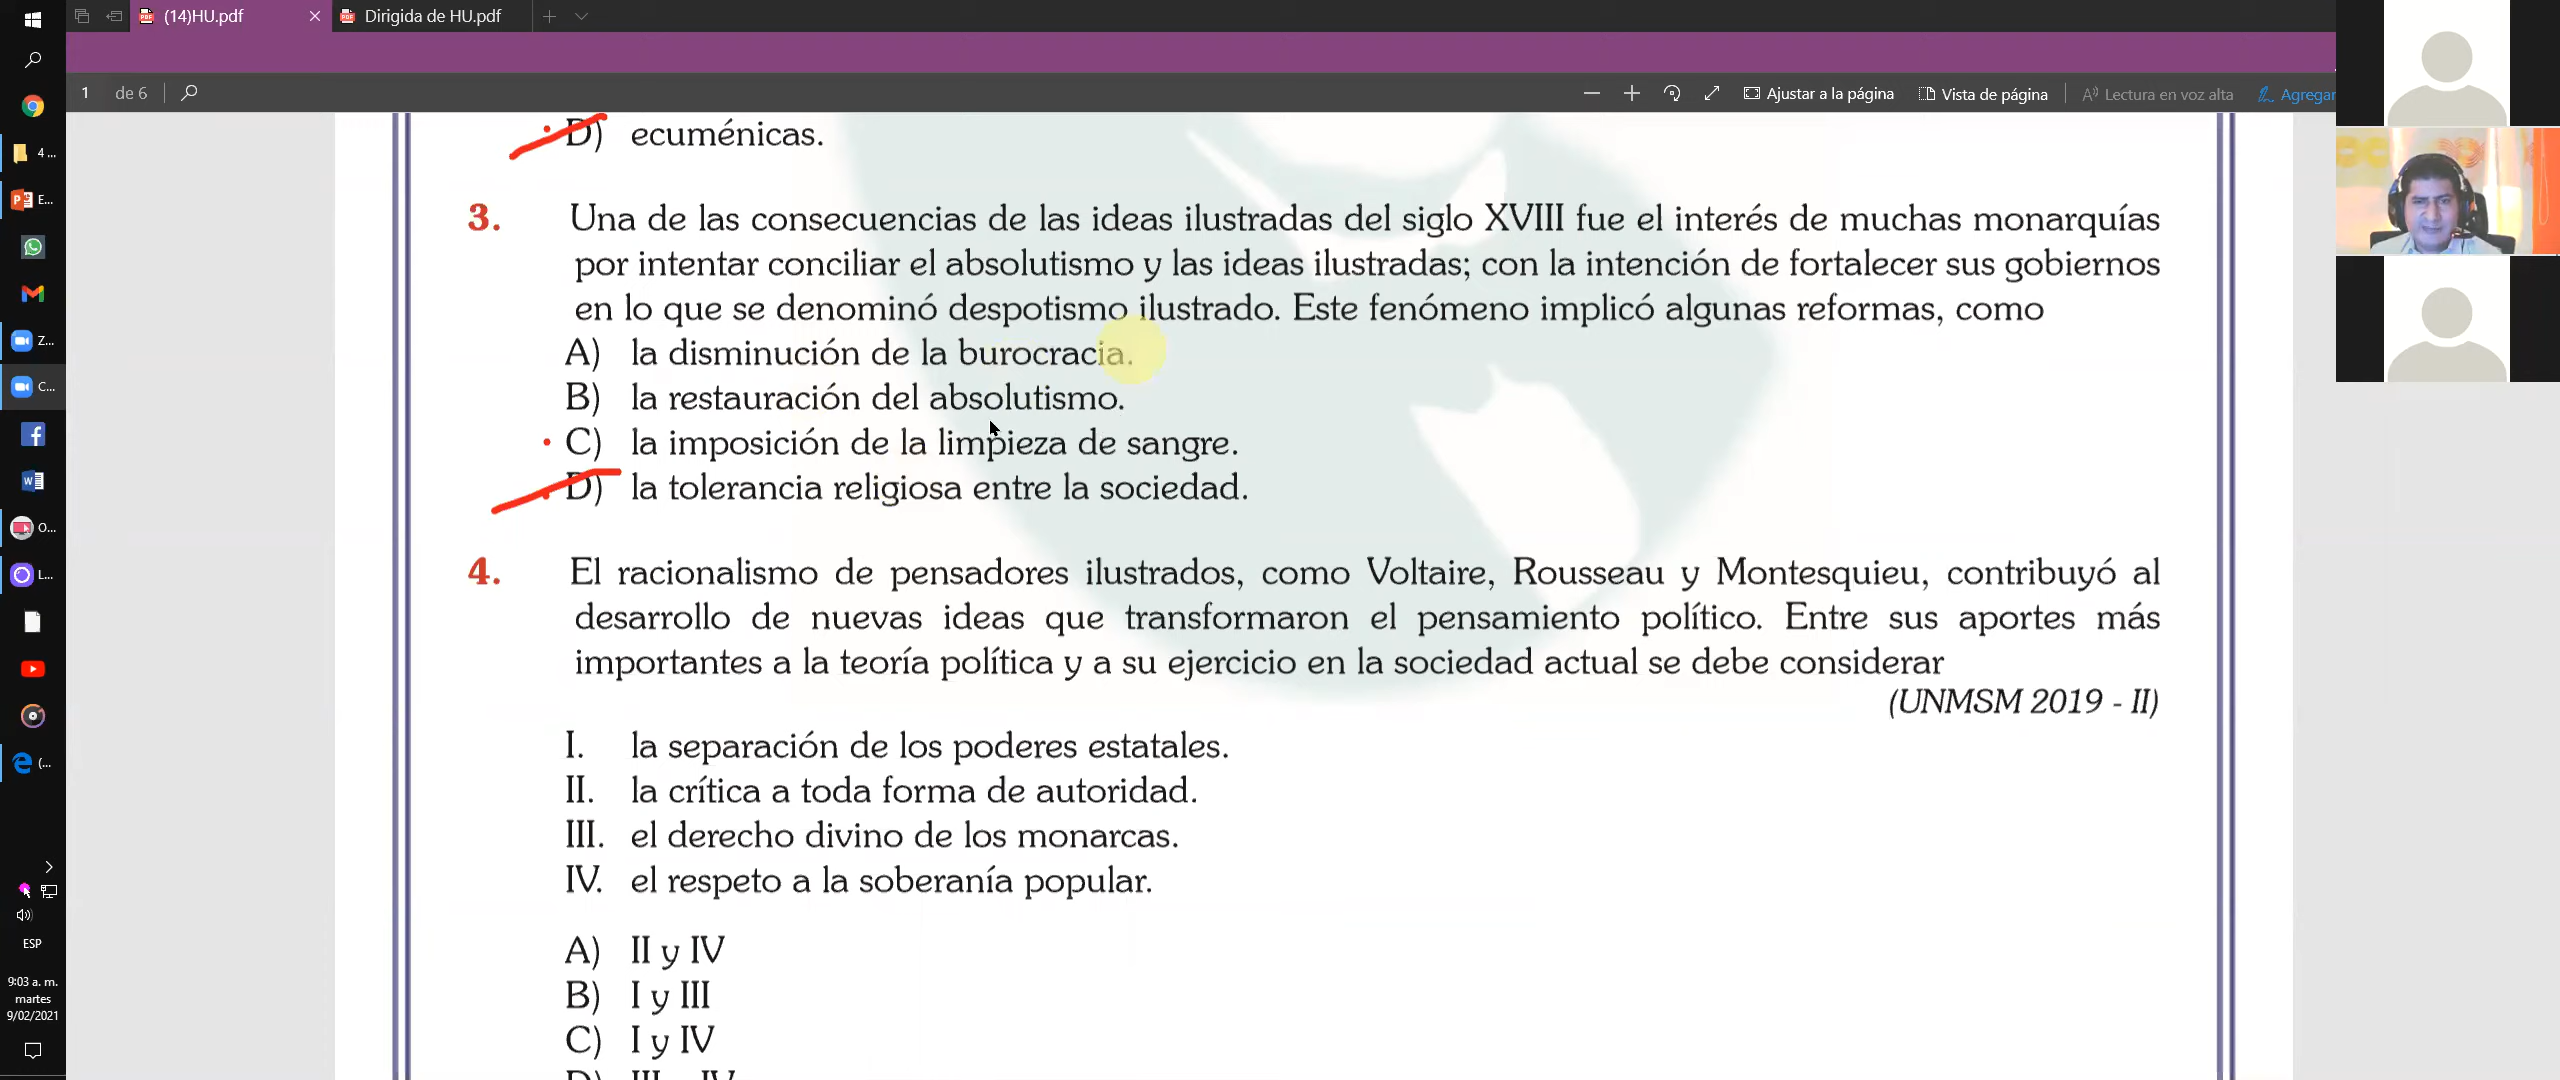 (14)HU.pdf
Dirigida de HU.pdf
1 de 6
Ajustar a la página
Vista de página
Lectura en voz alta
Agregar
4 ...
E...
Z...
C...
O...
L...
(...
ESP
9:03 a. m.
martes
9/02/2021
D) ecuménicas.
3. Una de las consecuencias de las ideas ilustradas del siglo XVIII fue el interés de muchas monarquías
por intentar conciliar el absolutismo y las ideas ilustradas; con la intención de fortalecer sus gobiernos
en lo que se denominó despotismo ilustrado. Este fenómeno implicó algunas reformas, como
A) la disminución de la burocracia.
B) la restauración del absolutismo.
C) la imposición de la limpieza de sangre.
D) la tolerancia religiosa entre la sociedad.
4. El racionalismo de pensadores ilustrados, como Voltaire, Rousseau y Montesquieu, contribuyó al
desarrollo de nuevas ideas que transformaron el pensamiento político. Entre sus aportes más
importantes a la teoría política y a su ejercicio en la sociedad actual se debe considerar
(UNMSM 2019 - II)
I. la separación de los poderes estatales.
II. la crítica a toda forma de autoridad.
III. el derecho divino de los monarcas.
IV. el respeto a la soberanía popular.
A) II y IV
B) I y III
C) I y IV